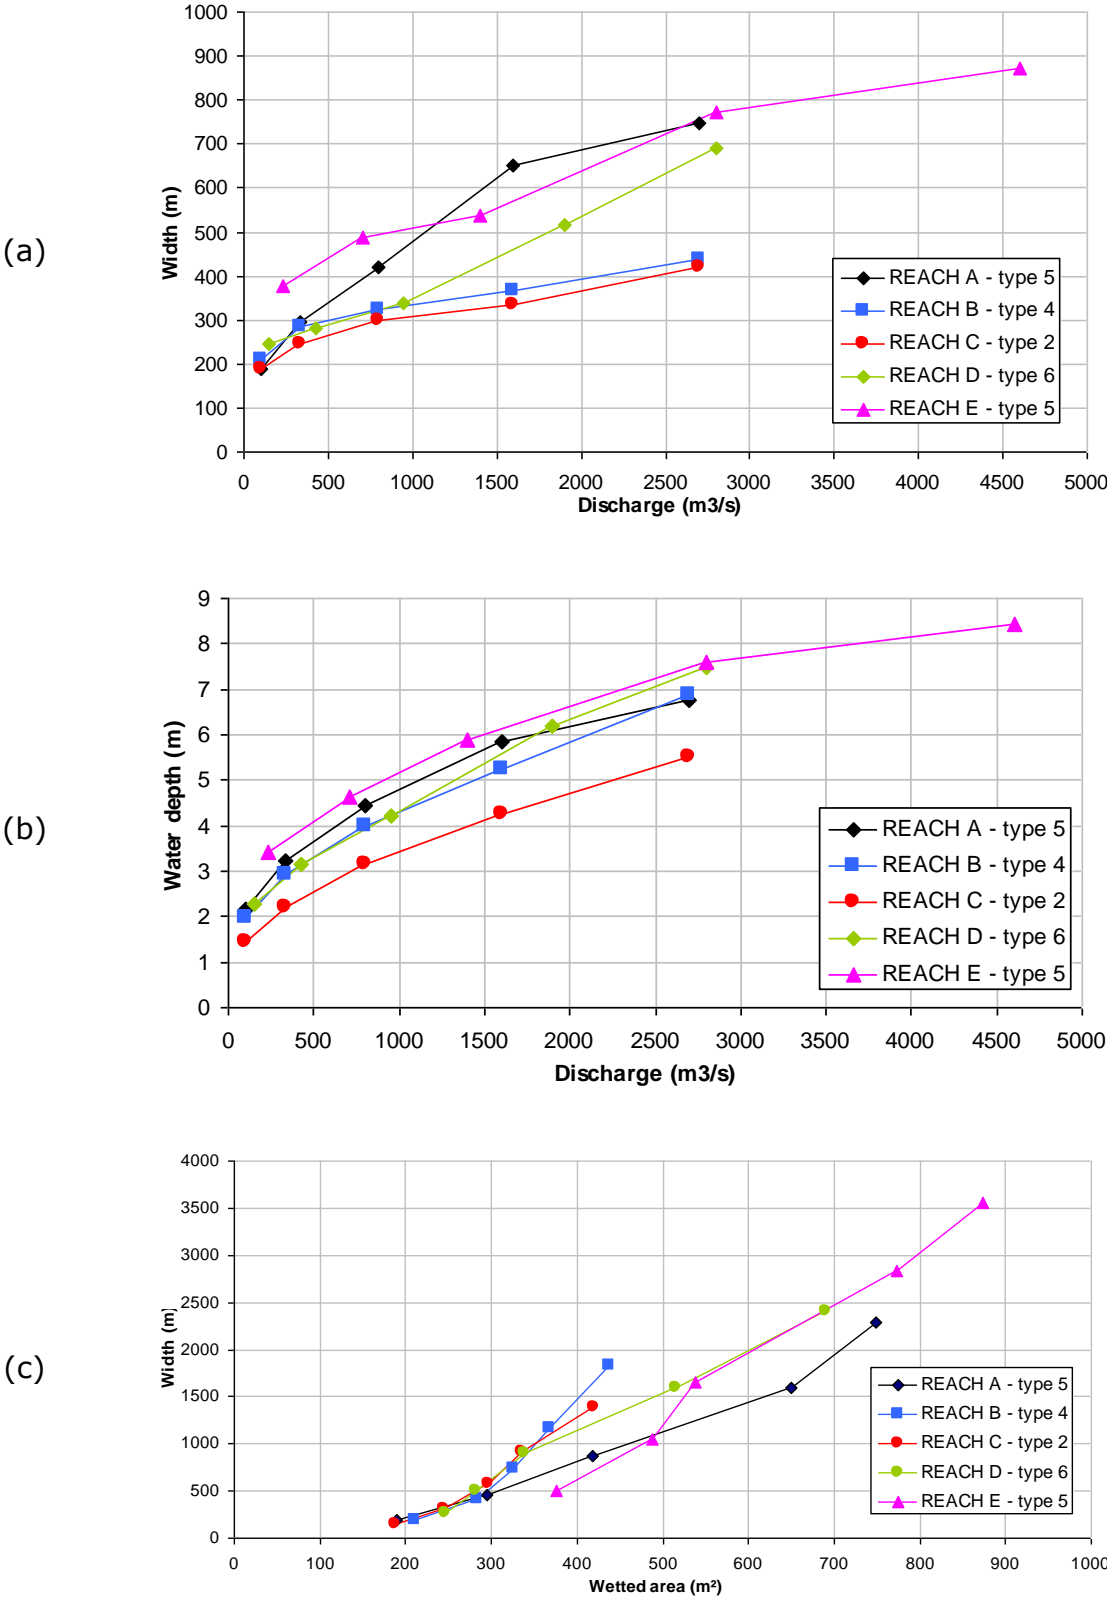 1000
900
800
700
600
500
400
300
200
100
0
Width (m)
(a)
REACH A - type 5
REACH B - type 4
REACH C - type 2
REACH D - type 6
REACH E - type 5
0 500 1000 1500 2000 2500 3000 3500 4000 4500 5000
Discharge (m3/s)
9
8
7
6
5
4
3
2
1
0
Water depth (m)
(b)
REACH A - type 5
REACH B - type 4
REACH C - type 2
REACH D - type 6
REACH E - type 5
0 500 1000 1500 2000 2500 3000 3500 4000 4500 5000
Discharge (m3/s)
4000
3500
3000
2500
2000
1500
1000
500
0
Width (m)
(c)
REACH A - type 5
REACH B - type 4
REACH C - type 2
REACH D - type 6
REACH E - type 5
0 100 200 300 400 500 600 700 800 900 1000
Wetted area (m²)